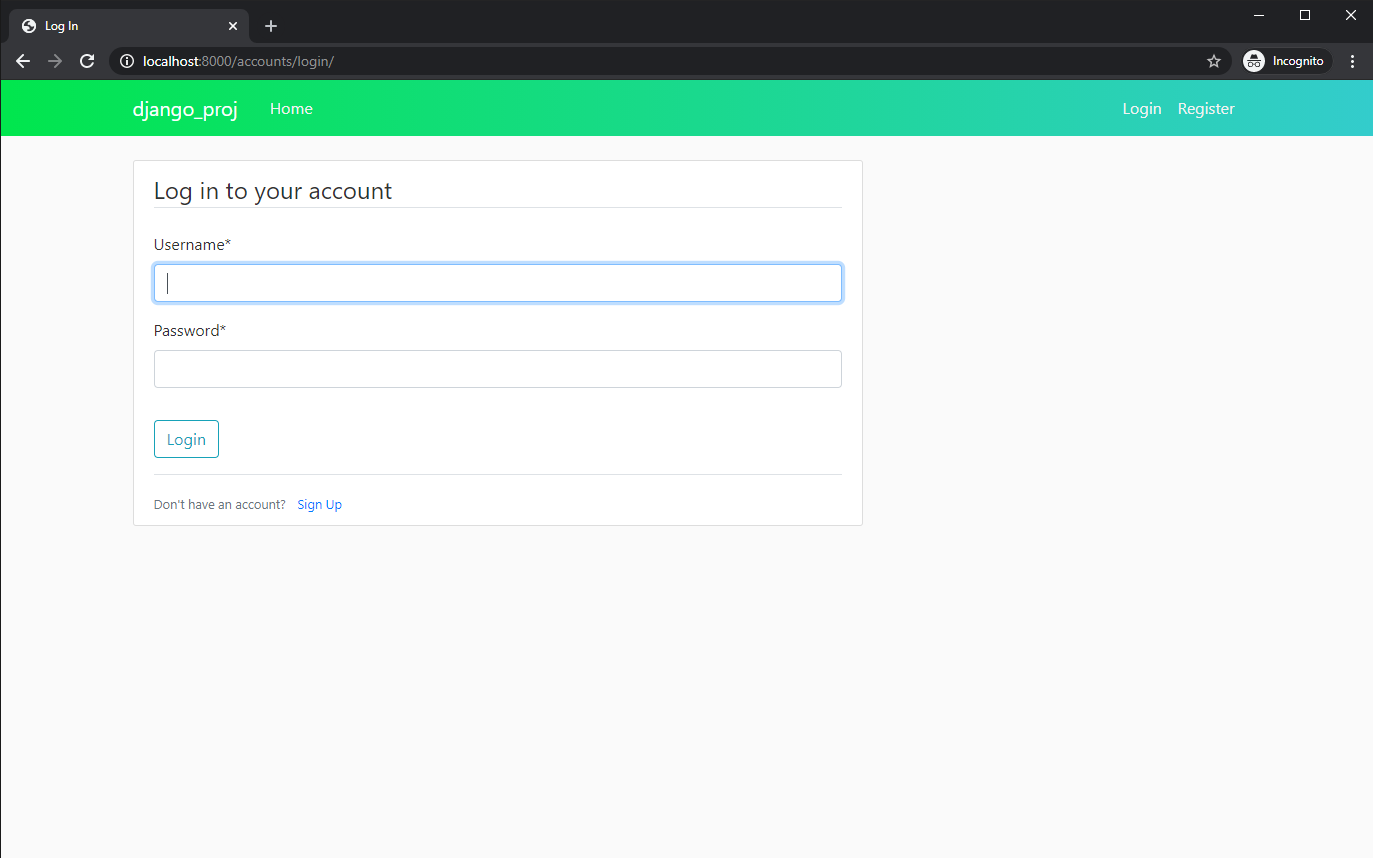 Log In
localhost:8000/accounts/login/
Incognito
django_proj Home Login Register
Log in to your account
Username*
Password*
Login
Don't have an account? Sign Up